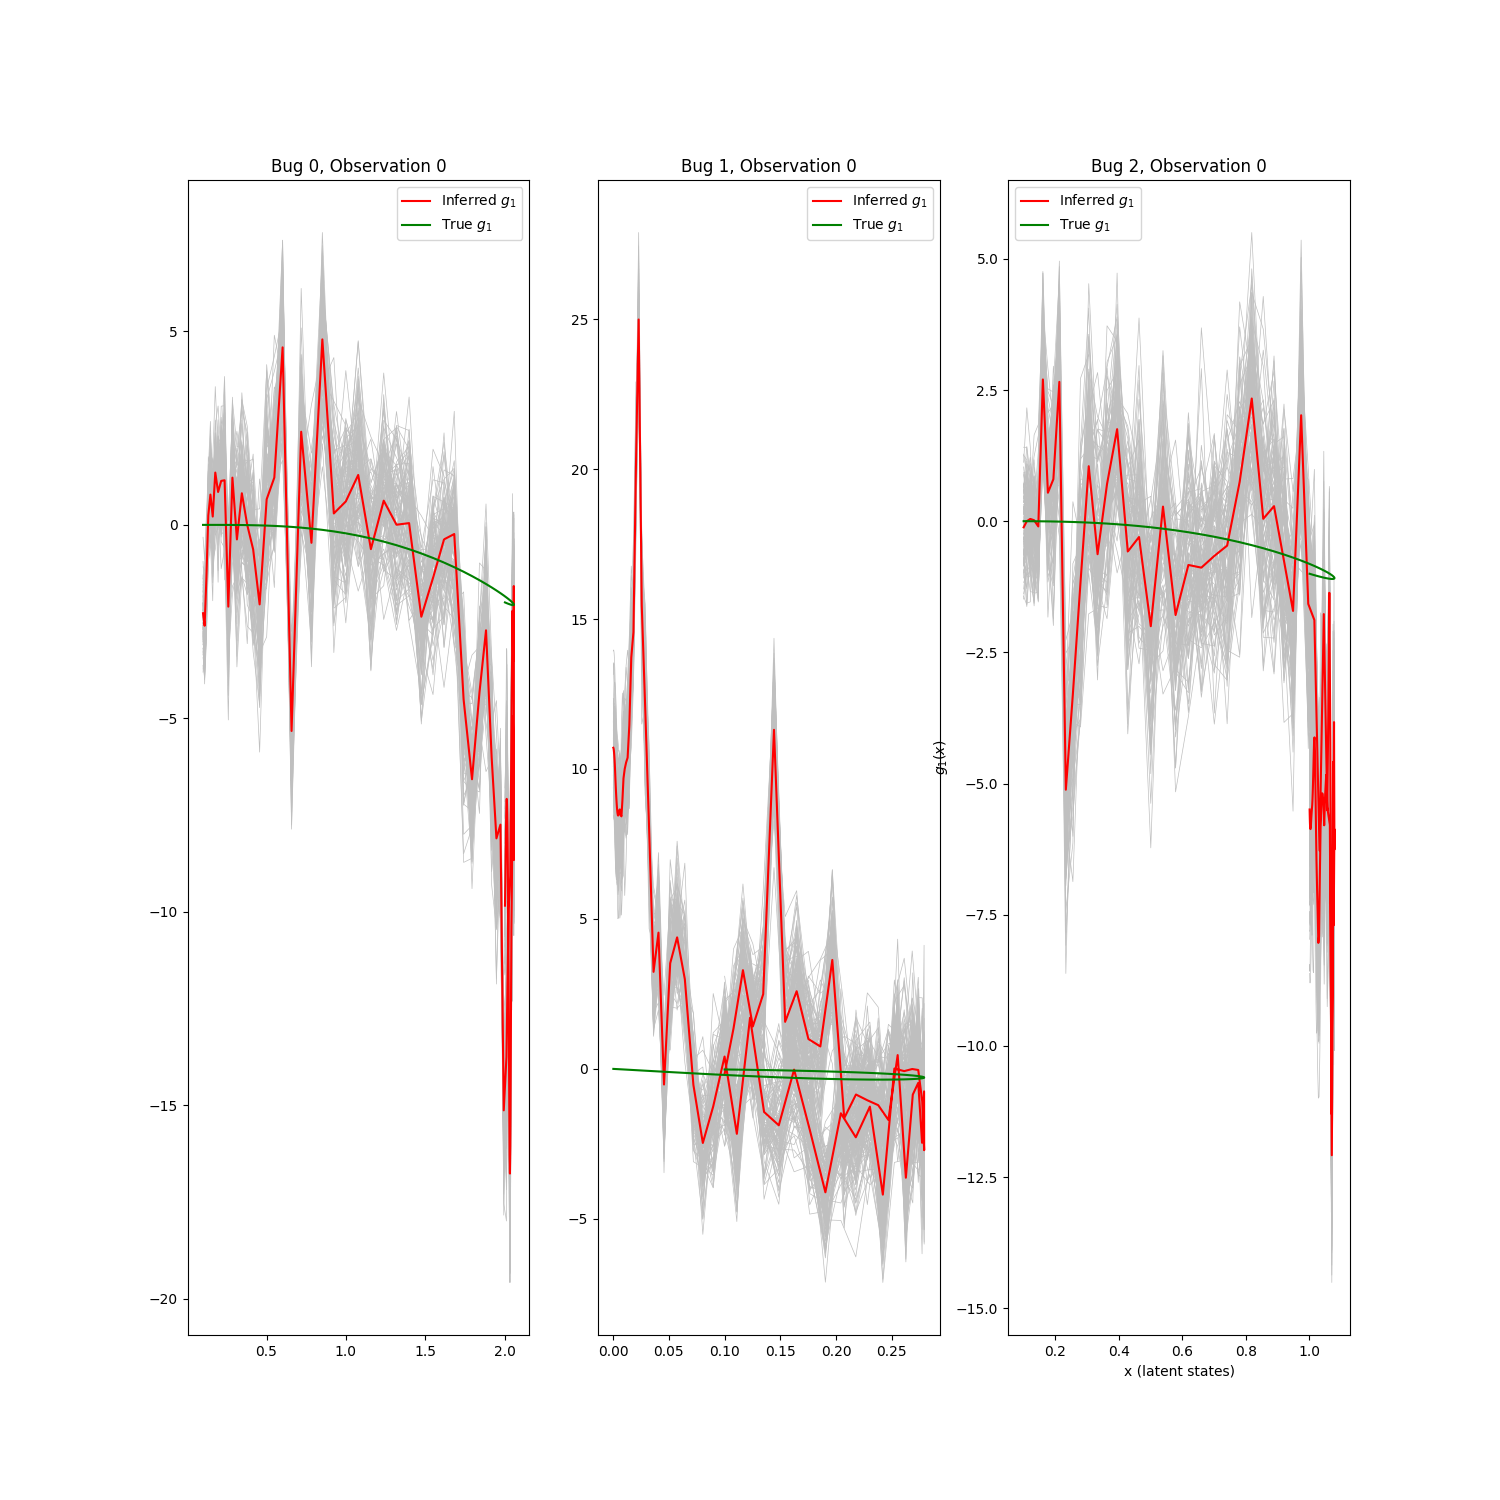 Bug 0, Observation 0
Inferred g₁
True g₁
5
0
−5
−10
−15
−20
0.5 1.0 1.5 2.0
Bug 1, Observation 0
Inferred g₁
True g₁
25
20
15
10
5
0
−5
0.00 0.05 0.10 0.15 0.20 0.25
Bug 2, Observation 0
Inferred g₁
True g₁
g₁(x)
5.0
2.5
0.0
−2.5
−5.0
−7.5
−10.0
−12.5
−15.0
0.2 0.4 0.6 0.8 1.0
x (latent states)